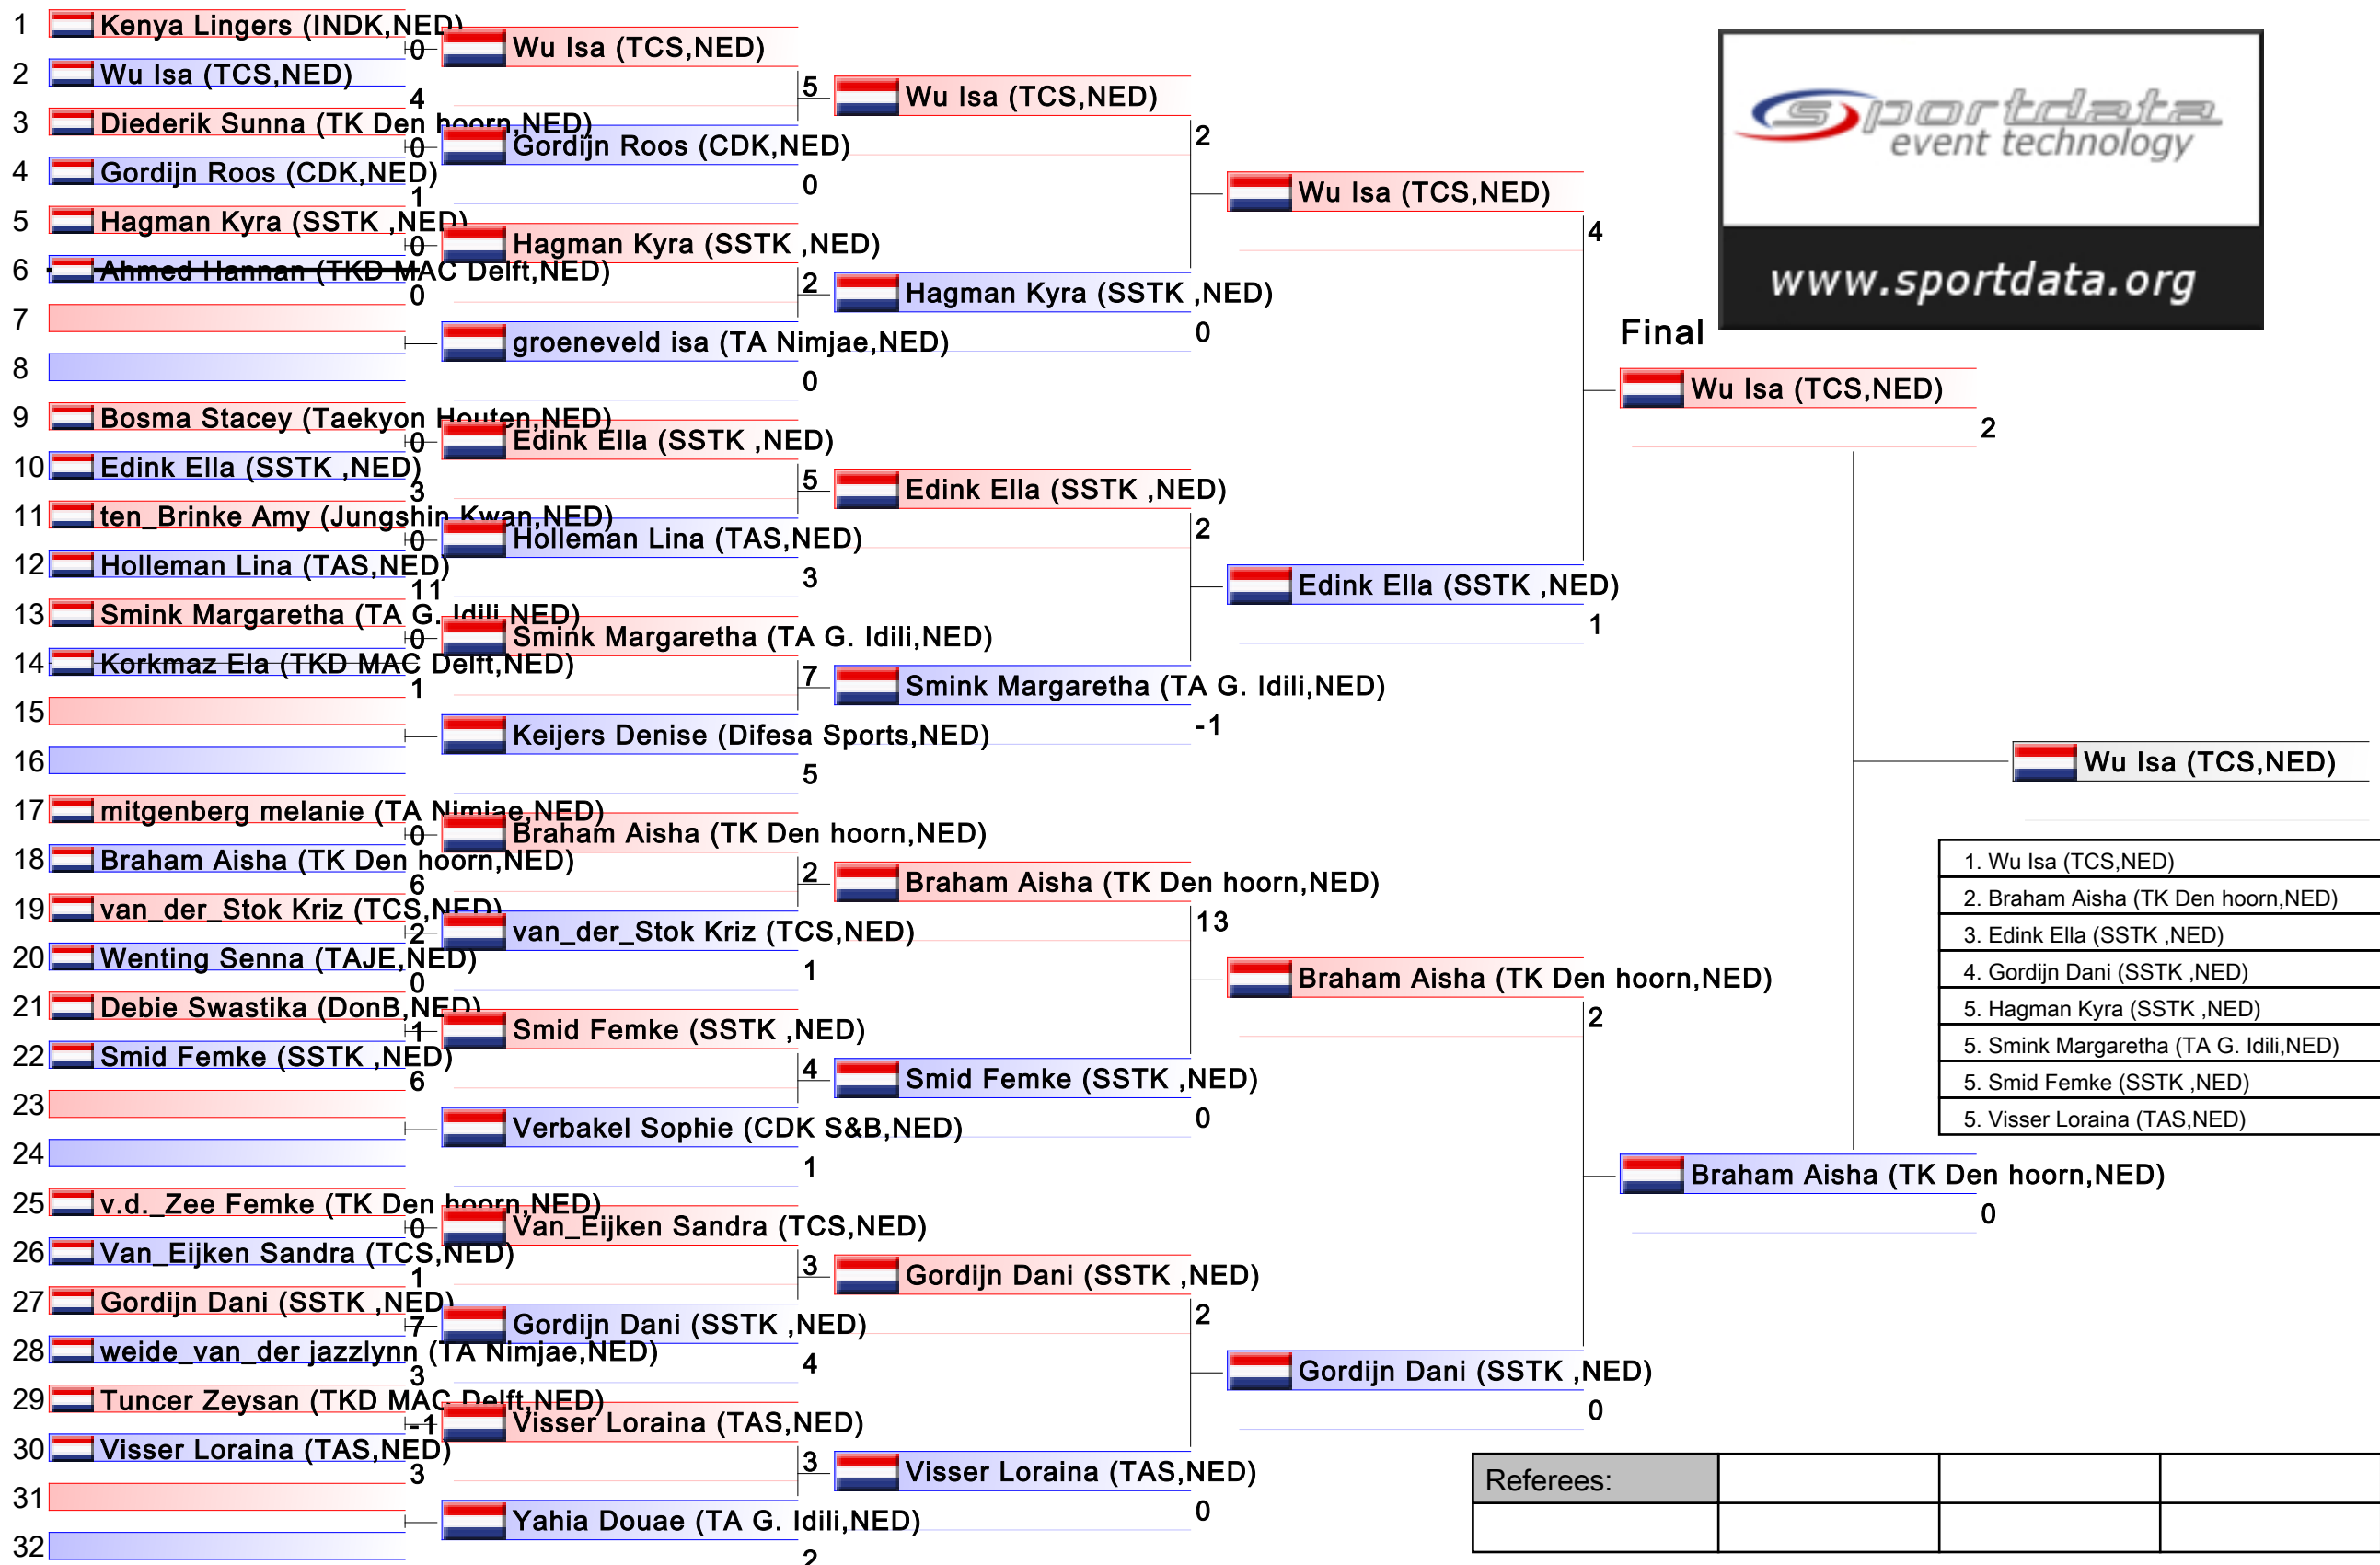 1 Kenya Lingers (INDK,NED)
0
2 Wu Isa (TCS,NED)
4
3 Diederik Sunna (TK Den hoorn,NED)
0
4 Gordijn Roos (CDK,NED)
1
5 Hagman Kyra (SSTK ,NED)
0
6 Ahmed Hannan (TKD MAC Delft,NED)
0
7
8
9 Bosma Stacey (Taekyon Houten,NED)
0
10 Edink Ella (SSTK ,NED)
3
11 ten_Brinke Amy (Jungshin Kwan,NED)
0
12 Holleman Lina (TAS,NED)
11
13 Smink Margaretha (TA G. Idili,NED)
0
14 Korkmaz Ela (TKD MAC Delft,NED)
1
15
16
17 mitgenberg melanie (TA Nimjae,NED)
0
18 Braham Aisha (TK Den hoorn,NED)
6
19 van_der_Stok Kriz (TCS,NED)
2
20 Wenting Senna (TAJE,NED)
0
21 Debie Swastika (DonB,NED)
1
22 Smid Femke (SSTK ,NED)
6
23
24
25 v.d._Zee Femke (TK Den hoorn,NED)
0
26 Van_Eijken Sandra (TCS,NED)
1
27 Gordijn Dani (SSTK ,NED)
7
28 weide_van_der jazzlynn (TA Nimjae,NED)
3
29 Tuncer Zeysan (TKD MAC Delft,NED)
-1
30 Visser Loraina (TAS,NED)
3
31
32
Wu Isa (TCS,NED)
5
Gordijn Roos (CDK,NED)
0
Hagman Kyra (SSTK ,NED)
2
groeneveld isa (TA Nimjae,NED)
0
Edink Ella (SSTK ,NED)
5
Holleman Lina (TAS,NED)
3
Smink Margaretha (TA G. Idili,NED)
7
Keijers Denise (Difesa Sports,NED)
5
Braham Aisha (TK Den hoorn,NED)
2
van_der_Stok Kriz (TCS,NED)
1
Smid Femke (SSTK ,NED)
4
Verbakel Sophie (CDK S&B,NED)
1
Van_Eijken Sandra (TCS,NED)
3
Gordijn Dani (SSTK ,NED)
4
Visser Loraina (TAS,NED)
3
Yahia Douae (TA G. Idili,NED)
2
Wu Isa (TCS,NED)
2
Hagman Kyra (SSTK ,NED)
0
Edink Ella (SSTK ,NED)
2
Smink Margaretha (TA G. Idili,NED)
-1
Braham Aisha (TK Den hoorn,NED)
13
Smid Femke (SSTK ,NED)
0
Gordijn Dani (SSTK ,NED)
2
Visser Loraina (TAS,NED)
0
Wu Isa (TCS,NED)
4
Edink Ella (SSTK ,NED)
1
Braham Aisha (TK Den hoorn,NED)
2
Gordijn Dani (SSTK ,NED)
0
sportdata
event technology
www.sportdata.org
Final
Wu Isa (TCS,NED)
2
Braham Aisha (TK Den hoorn,NED)
0
Wu Isa (TCS,NED)
1. Wu Isa (TCS,NED)
2. Braham Aisha (TK Den hoorn,NED)
3. Edink Ella (SSTK ,NED)
4. Gordijn Dani (SSTK ,NED)
5. Hagman Kyra (SSTK ,NED)
5. Smink Margaretha (TA G. Idili,NED)
5. Smid Femke (SSTK ,NED)
5. Visser Loraina (TAS,NED)
Referees: